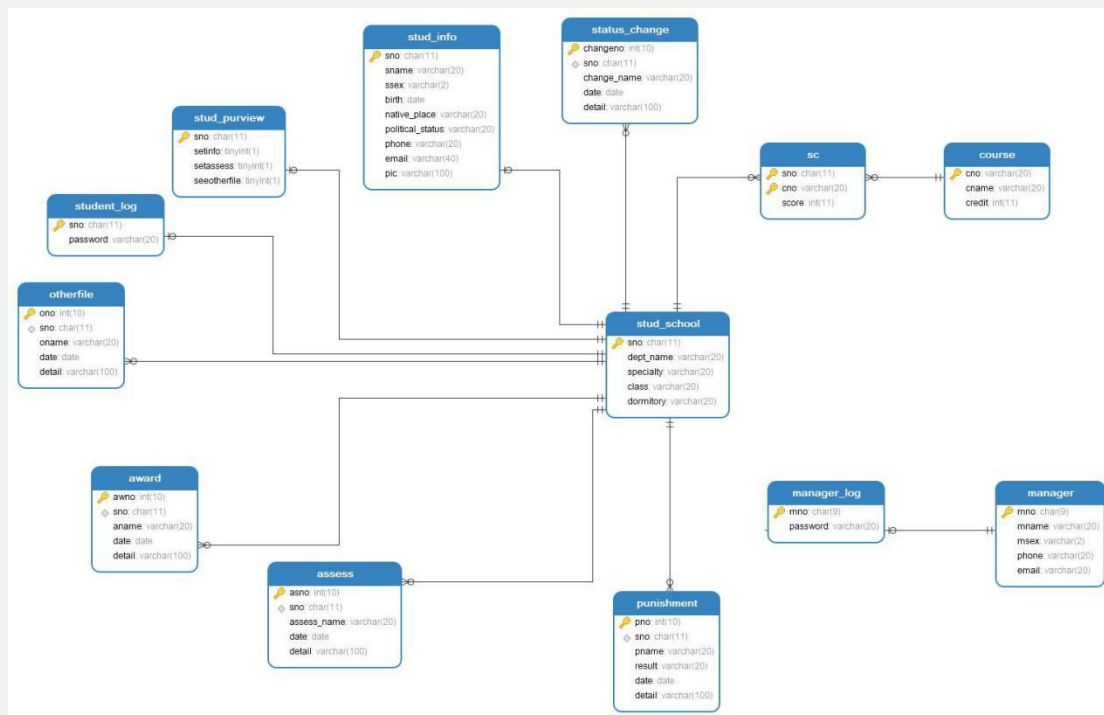 stud_info
sno: char(11)
sname: varchar(20)
ssex: varchar(2)
birth: date
native_place: varchar(20)
political_status: varchar(20)
phone: varchar(20)
email: varchar(40)
pic: varchar(100)
status_change
changeno: int(10)
sno: char(11)
change_name: varchar(20)
date: date
detail: varchar(100)
stud_purview
sno: char(11)
setinfo: tinyint(1)
setassess: tinyint(1)
seeotherfile: tinyint(1)
sc
sno: char(11)
cno: varchar(20)
score: int(11)
course
cno: varchar(20)
cname: varchar(20)
credit: int(11)
student_log
sno: char(11)
password: varchar(20)
otherfile
ono: int(10)
sno: char(11)
oname: varchar(20)
date: date
detail: varchar(100)
stud_school
sno: char(11)
dept_name: varchar(20)
specialty: varchar(20)
class: varchar(20)
dormitory: varchar(20)
award
awno: int(10)
sno: char(11)
aname: varchar(20)
date: date
detail: varchar(100)
manager_log
mno: char(9)
password: varchar(20)
manager
mno: char(9)
mname: varchar(20)
msex: varchar(2)
phone: varchar(20)
email: varchar(20)
assess
asno: int(10)
sno: char(11)
assess_name: varchar(20)
date: date
detail: varchar(100)
punishment
pno: int(10)
sno: char(11)
pname: varchar(20)
result: varchar(20)
date: date
detail: varchar(100)